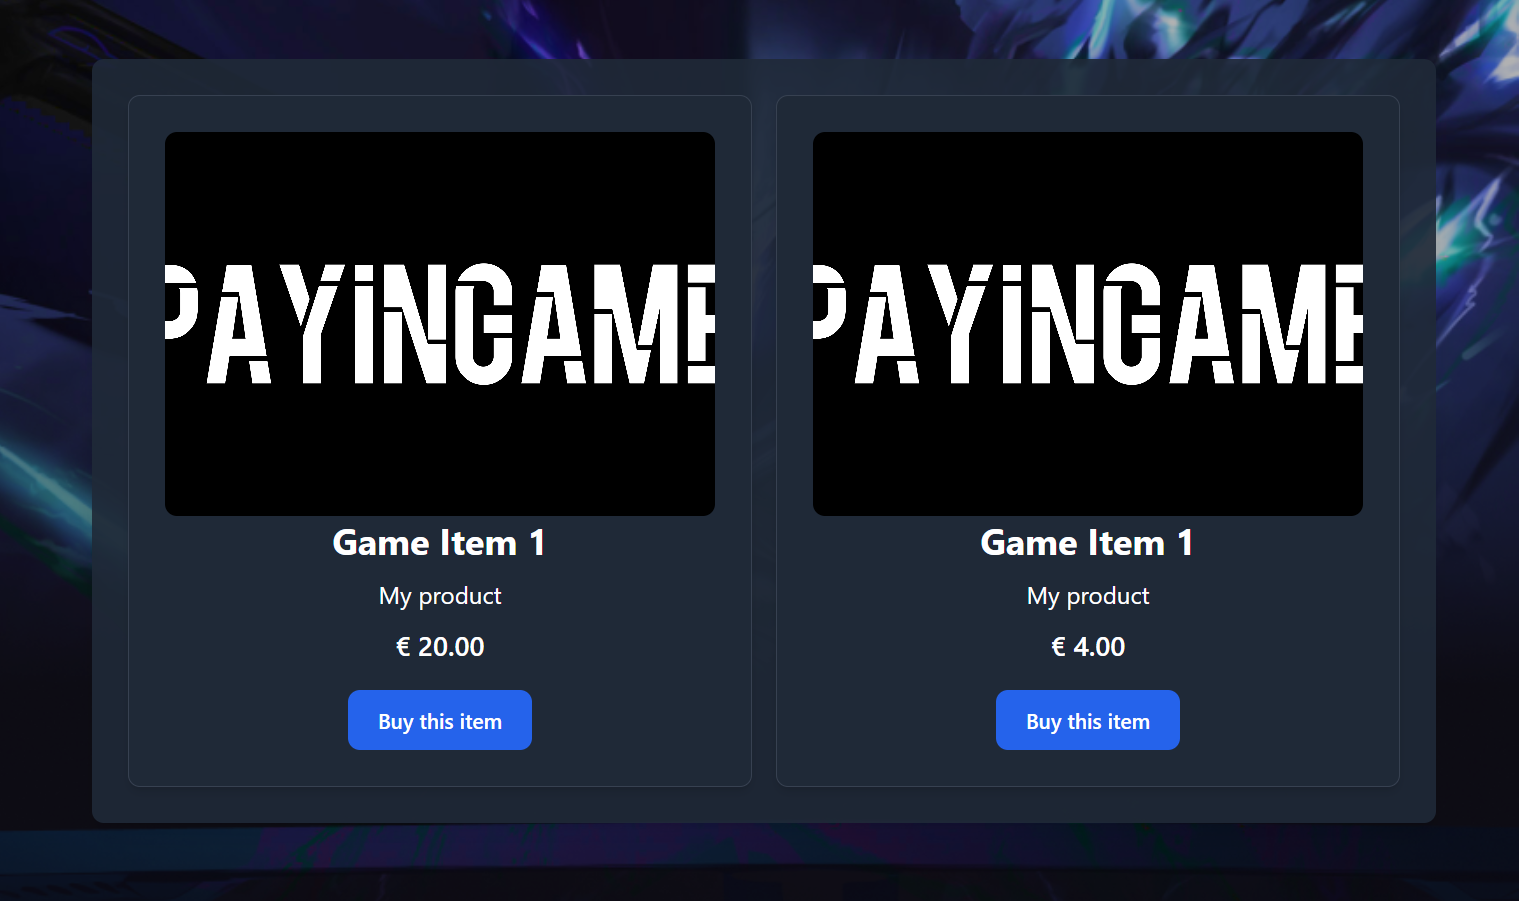 PAYINGAME
Game Item 1
My product
€ 20.00
Buy this item
PAYINGAME
Game Item 1
My product
€ 4.00
Buy this item